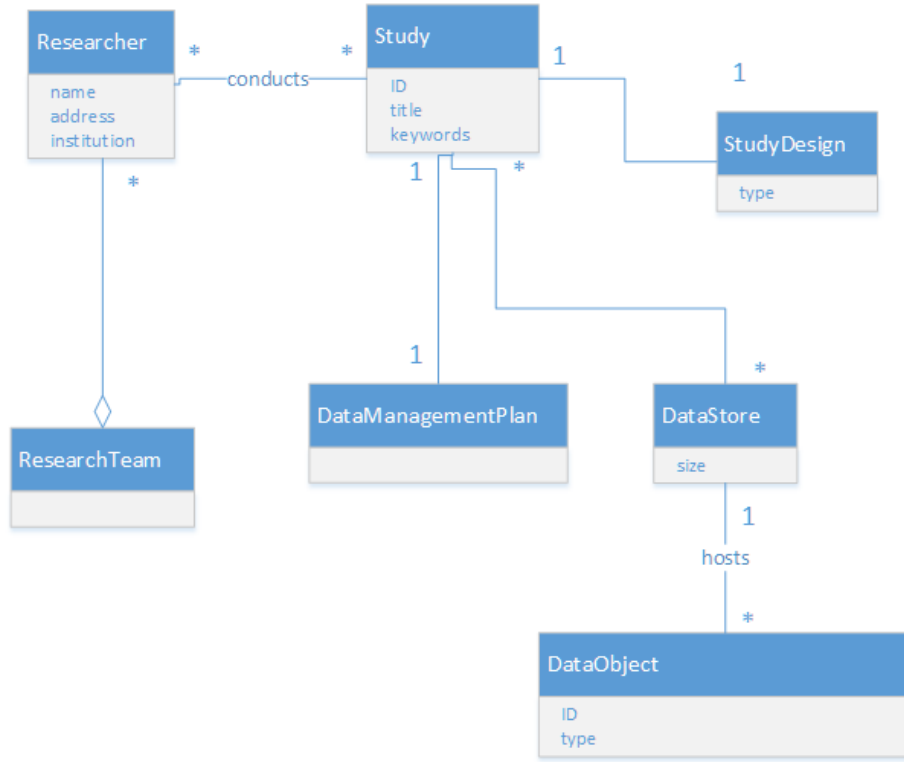 Researcher
name
address
institution
*
*
conducts
Study
ID
title
keywords
1
1
StudyDesign
type
*
1
*
1
*
ResearchTeam
DataManagementPlan
DataStore
size
1
hosts
*
DataObject
ID
type